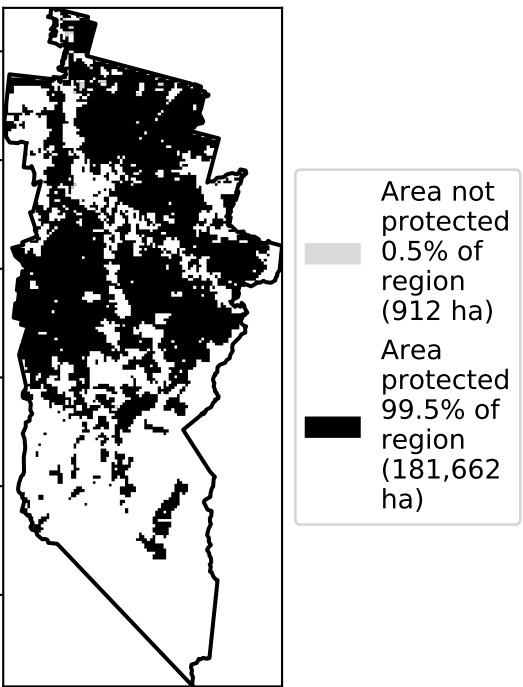 Area not
protected
0.5% of
region
(912 ha)
Area
protected
99.5% of
region
(181,662
ha)